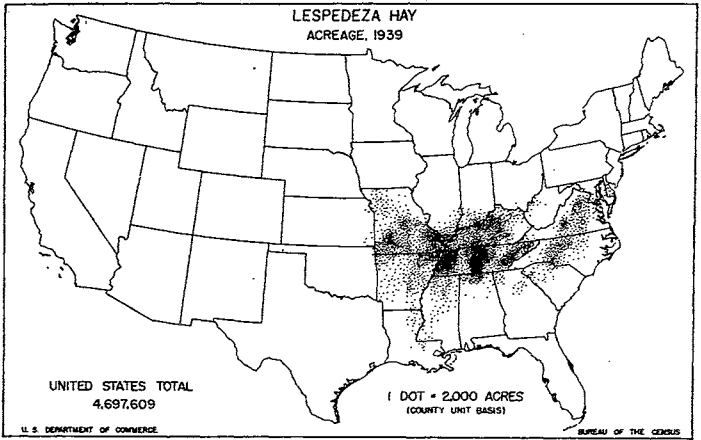 LESPEDEZA HAY
ACREAGE, 1939
UNITED STATES TOTAL
4,697,609
1 DOT = 2,000 ACRES
(COUNTY UNIT BASIS)
U. S. DEPARTMENT OF COMMERCE
BUREAU OF THE CENSUS